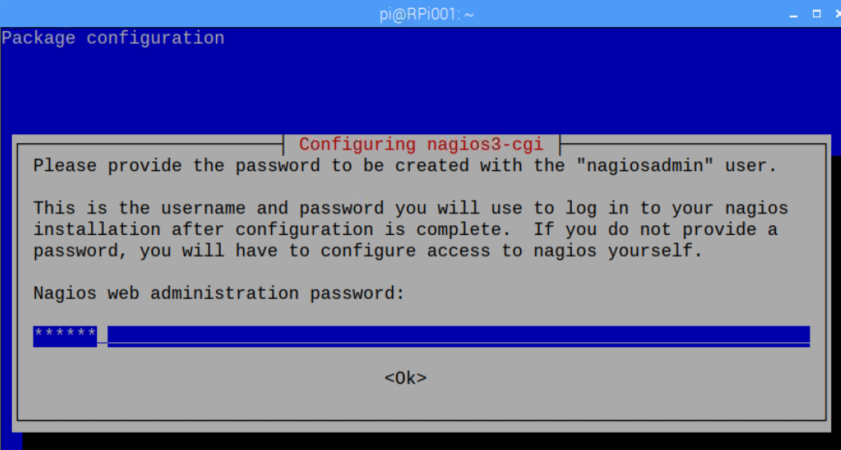 pi@RPi001: ~
Package configuration
Configuring nagios3-cgi
Please provide the password to be created with the "nagiosadmin" user.
This is the username and password you will use to log in to your nagios
installation after configuration is complete.  If you do not provide a
password, you will have to configure access to nagios yourself.
Nagios web administration password:
******
<Ok>